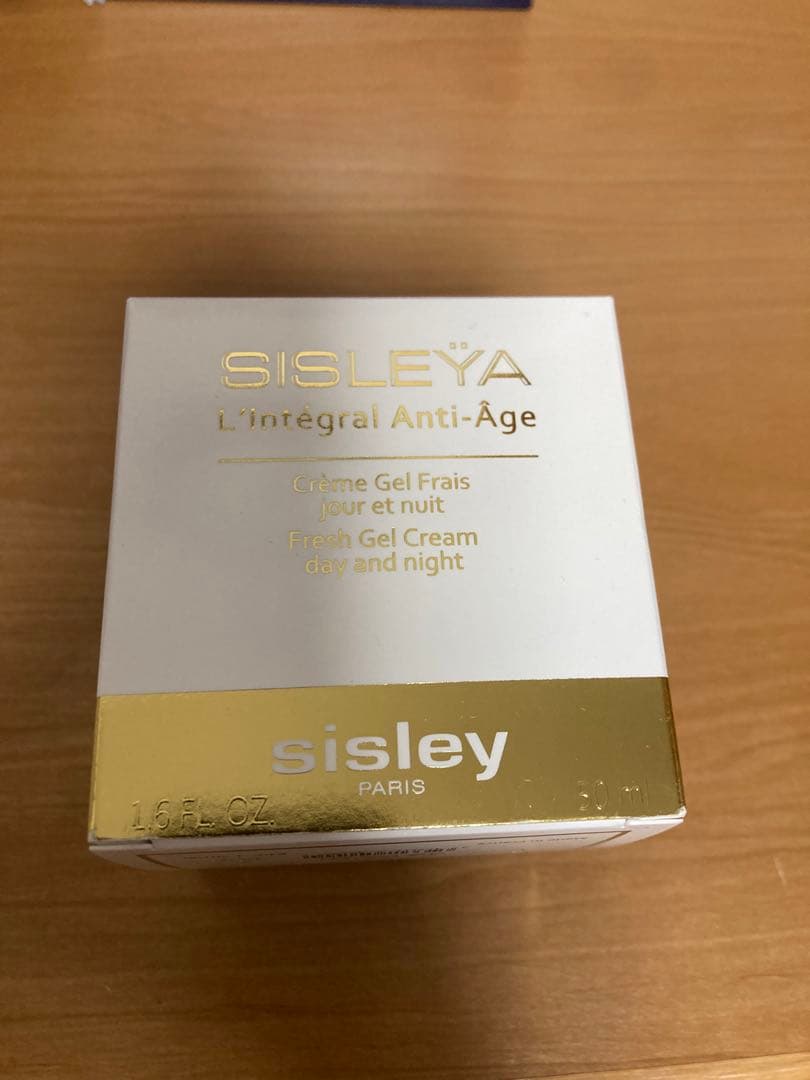 SISLEŸA
L'Intégral Anti-Âge
Crème Gel Frais
jour et nuit
Fresh Gel Cream
day and night
sisley
PARIS
1.6 FL. OZ. 50 ml